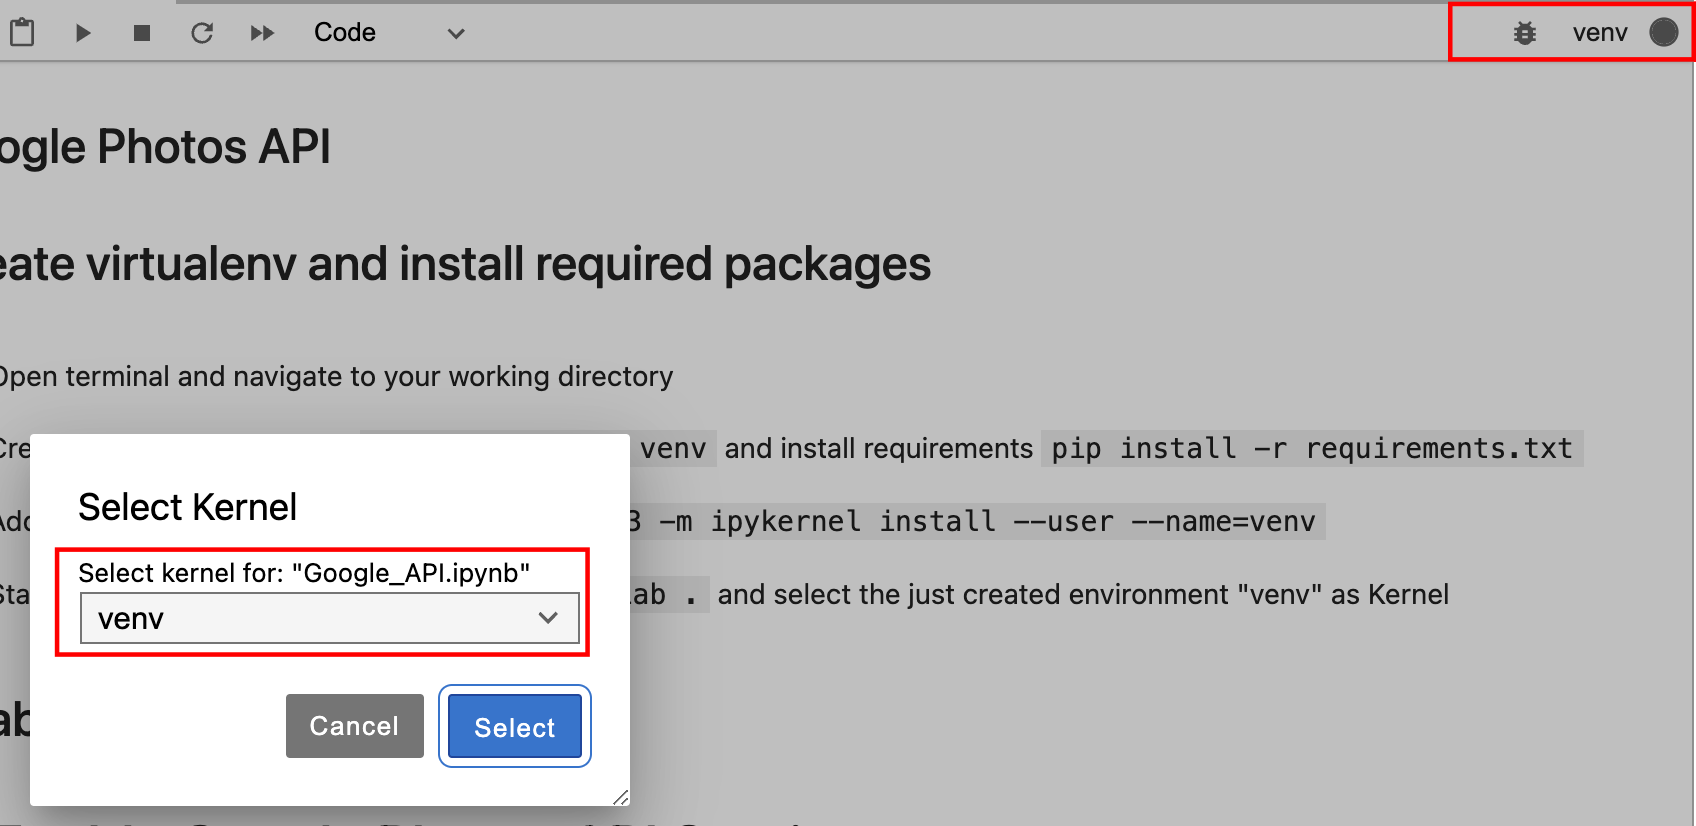 Code
venv
ogle Photos API
eate virtualenv and install required packages
Open terminal and navigate to your working directory
Cre venv and install requirements pip install -r requirements.txt
Select Kernel
Add 3 -m ipykernel install --user --name=venv
Select kernel for: "Google_API.ipynb"
venv
Sta lab . and select the just created environment "venv" as Kernel
Cancel
Select